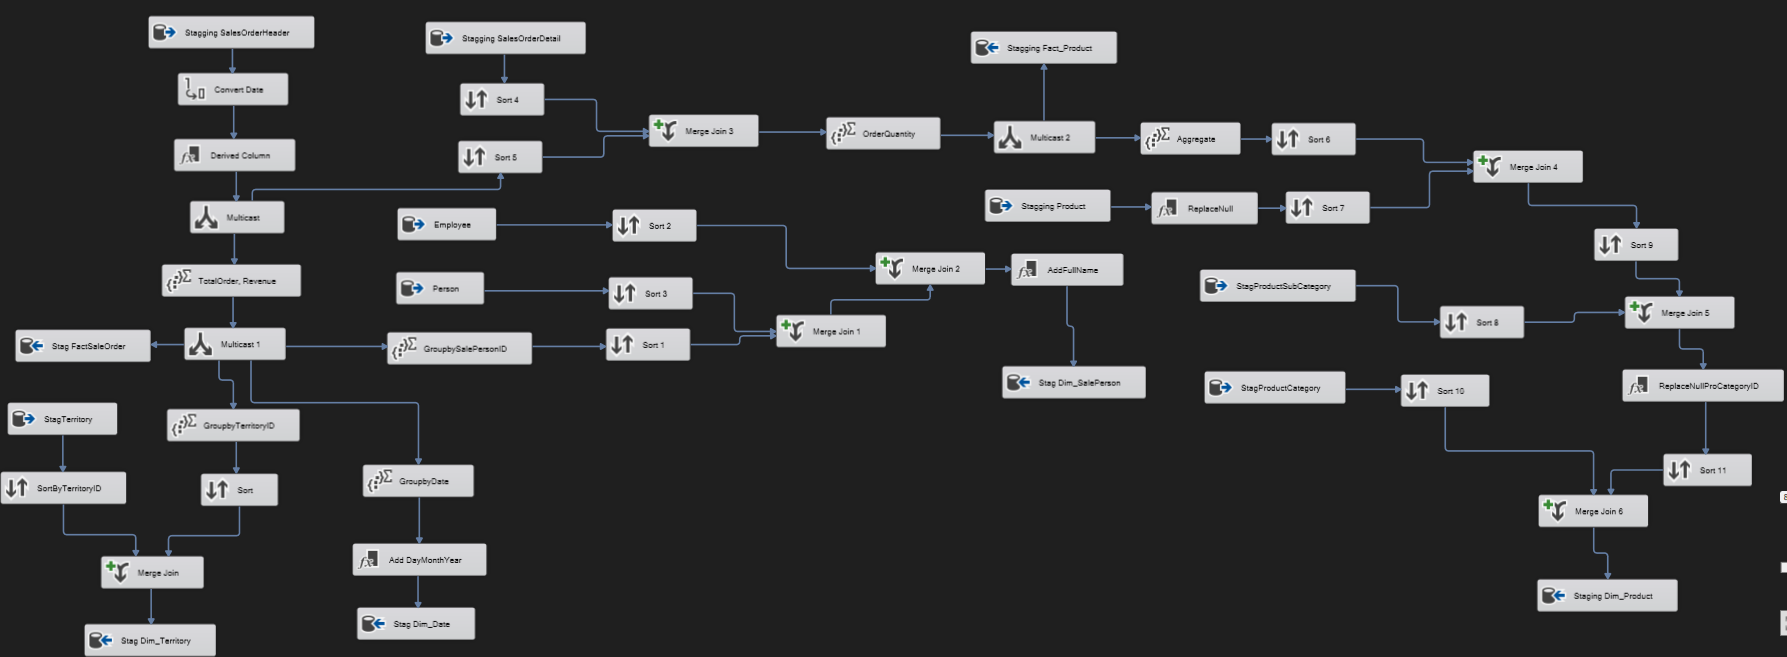 Stagging SalesOrderHeader
Convert Date
Derived Column
Multicast
TotalOrder, Revenue
Multicast 1
Stag FactSaleOrder
StagTerritory
SortByTerritoryID
GroupbyTerritoryID
Sort
Merge Join
Stag Dim_Territory
GroupbyDate
Add DayMonthYear
Stag Dim_Date
Stagging SalesOrderDetail
Sort 4
Sort 5
Merge Join 3
OrderQuantity
Multicast 2
Stagging Fact_Product
Aggregate
Sort 6
Merge Join 4
Stagging Product
ReplaceNull
Sort 7
Employee
Sort 2
Person
Sort 3
GroupbySalePersonID
Sort 1
Merge Join 1
Merge Join 2
AddFullName
Stag Dim_SalePerson
Sort 9
StagProductSubCategory
Sort 8
Merge Join 5
ReplaceNullProCategoryID
StagProductCategory
Sort 10
Sort 11
Merge Join 6
Staging Dim_Product